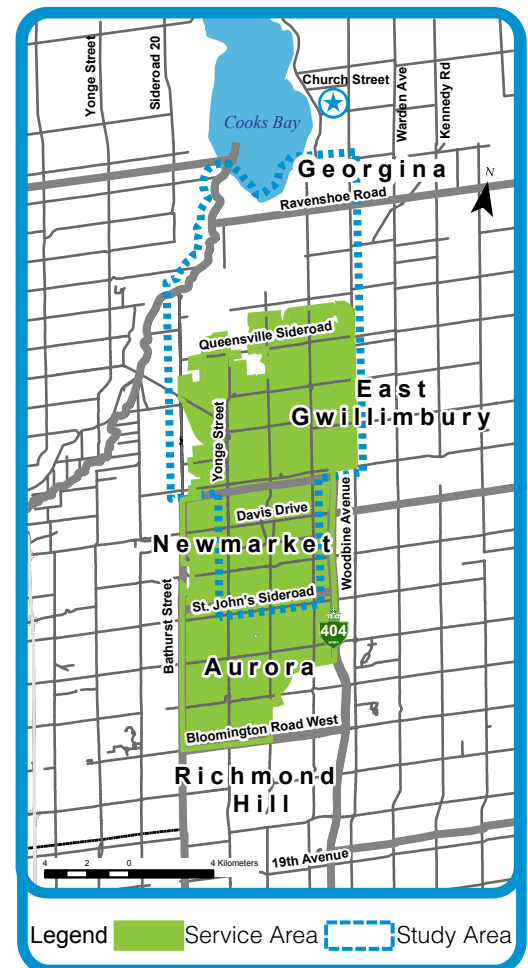 Yonge Street
Sideroad 20
Church Street
Warden Ave
Kennedy Rd
Cooks Bay
Georgina
Ravenshoe Road
N
Queensville Sideroad
East
Gwillimbury
Yonge Street
Davis Drive
Newmarket
Woodbine Avenue
Bathurst Street
St. John's Sideroad
404
Aurora
Bloomington Road West
Richmond
Hill
19th Avenue
4 2 0 4 Kilometers
Legend Service Area Study Area